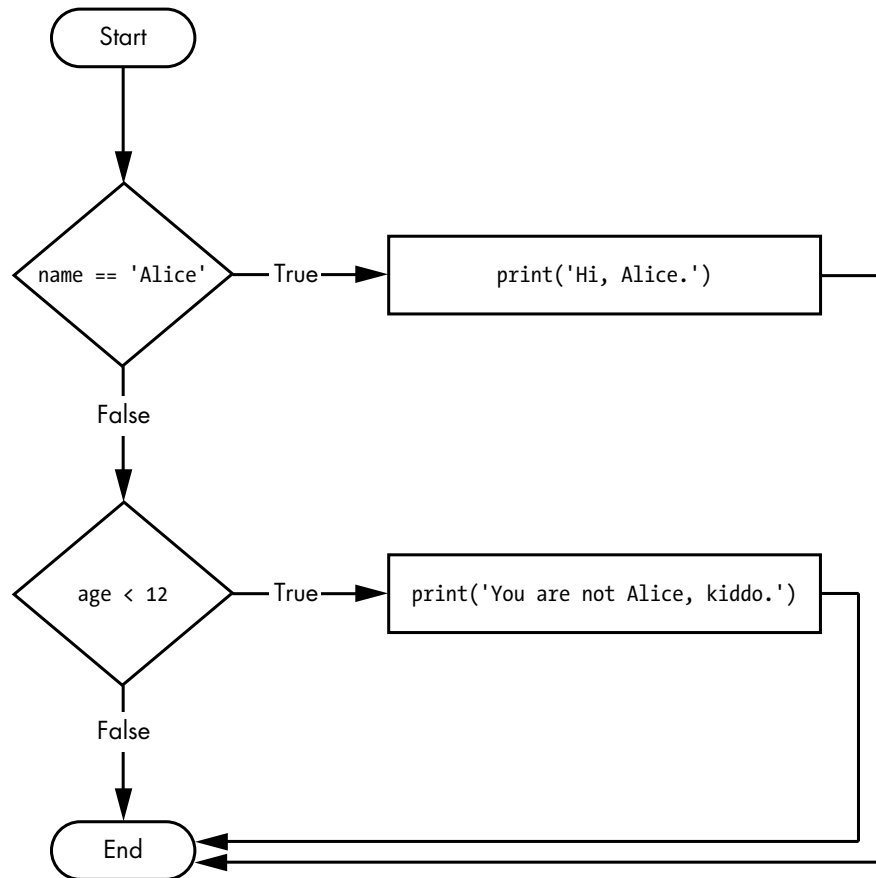 Start
name == 'Alice'
True
print('Hi, Alice.')
False
age < 12
True
print('You are not Alice, kiddo.')
False
End